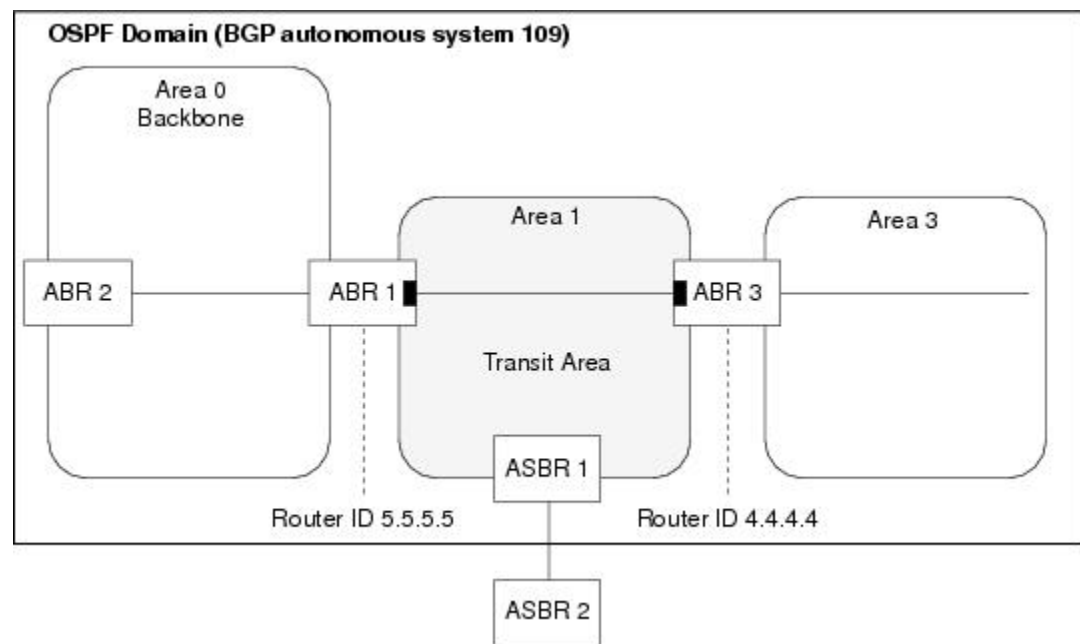 OSPF Domain (BGP autonomous system 109)
Area 0
Backbone
Area 1
Area 3
ABR 2
ABR 1
ABR 3
Transit Area
ASBR 1
Router ID 5.5.5.5
Router ID 4.4.4.4
ASBR 2